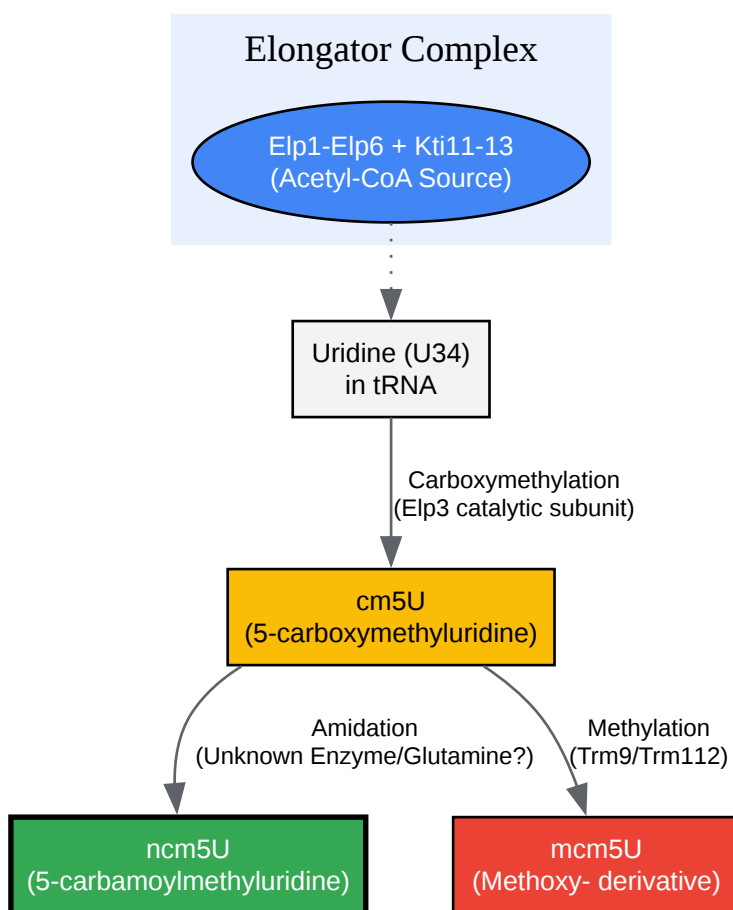 Elongator Complex
Elp1-Elp6 + Kti11-13
(Acetyl-CoA Source)
Uridine (U34)
in tRNA
Carboxymethylation
(Elp3 catalytic subunit)
cm5U
(5-carboxymethyluridine)
Amidation
(Unknown Enzyme/Glutamine?)
Methylation
(Trm9/Trm112)
ncm5U
(5-carbamoylmethyluridine)
mcm5U
(Methoxy- derivative)